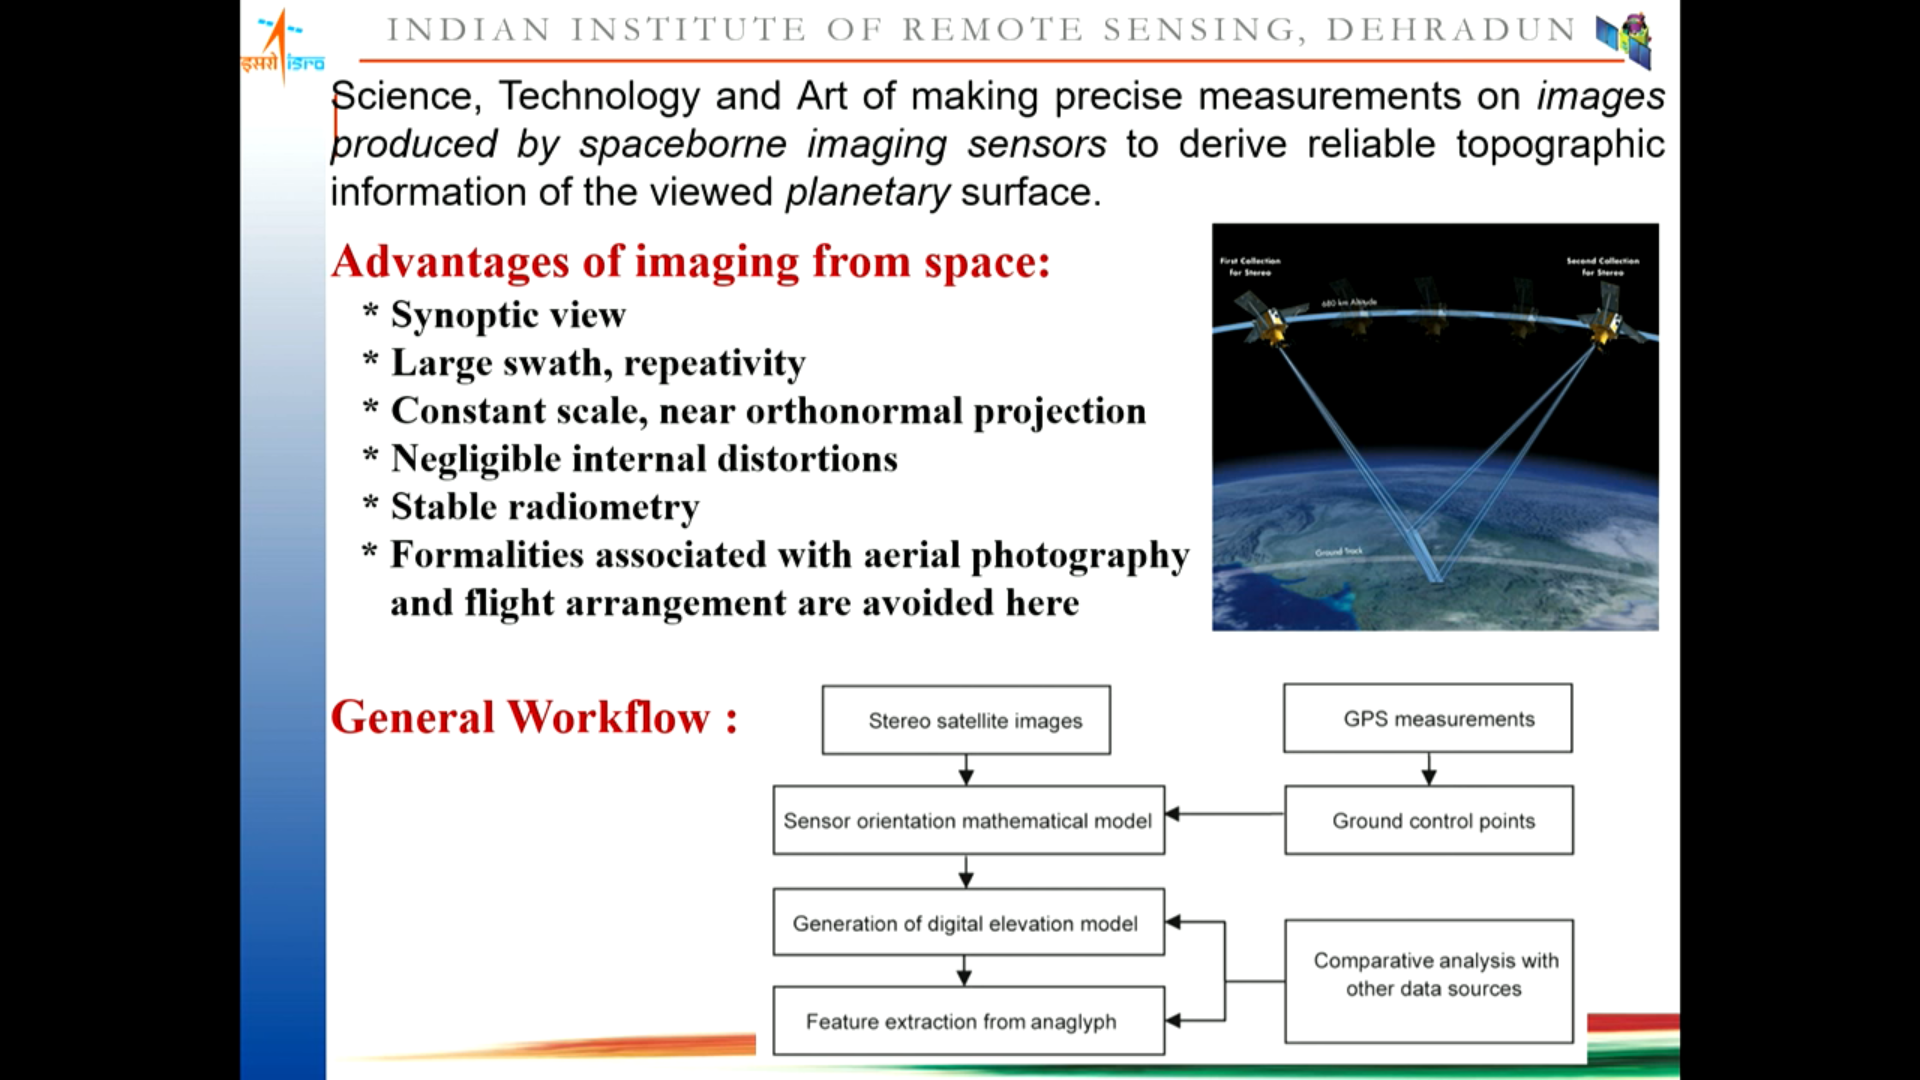 INDIAN INSTITUTE OF REMOTE SENSING, DEHRADUN
इसरो isro
Science, Technology and Art of making precise measurements on images
produced by spaceborne imaging sensors to derive reliable topographic
information of the viewed planetary surface.
Advantages of imaging from space:
* Synoptic view
* Large swath, repeativity
* Constant scale, near orthonormal projection
* Negligible internal distortions
* Stable radiometry
* Formalities associated with aerial photography
and flight arrangement are avoided here
First Collection
for Stereo
Second Collection
for Stereo
680 km Altitude
Ground Track
General Workflow :
Stereo satellite images
GPS measurements
Sensor orientation mathematical model
Ground control points
Generation of digital elevation model
Comparative analysis with
other data sources
Feature extraction from anaglyph